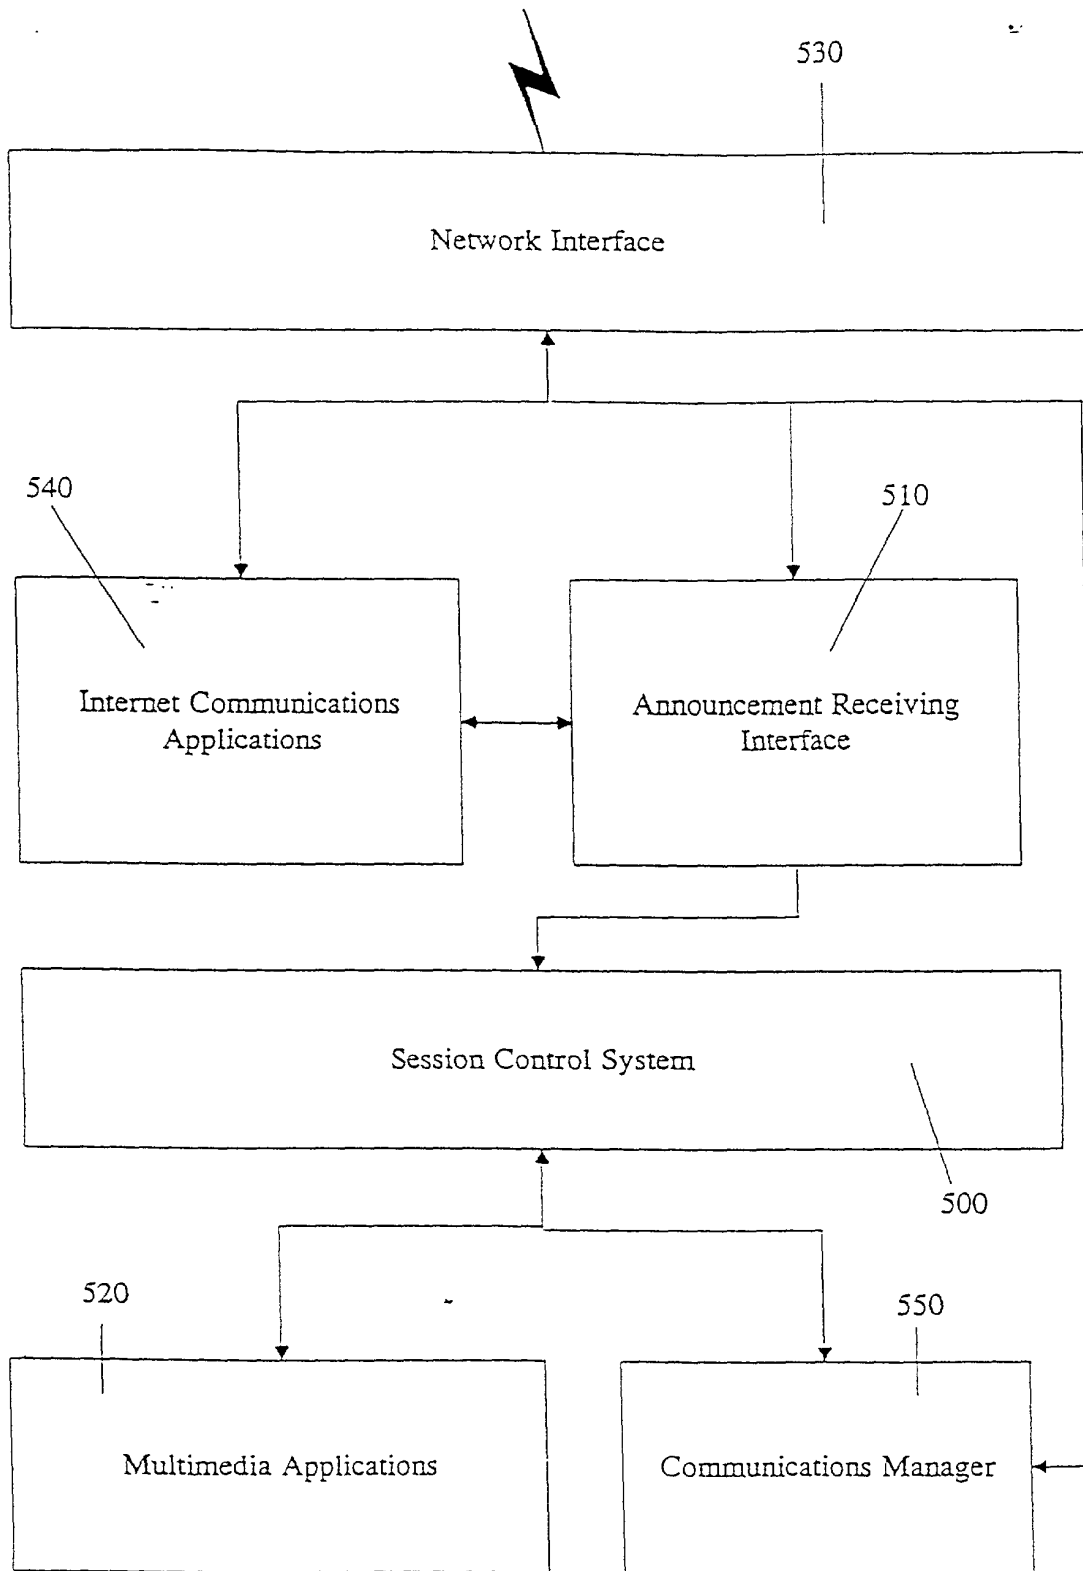 530
Network Interface
540
510
Internet Communications
Applications
Announcement Receiving
Interface
Session Control System
500
520
550
Multimedia Applications
Communications Manager